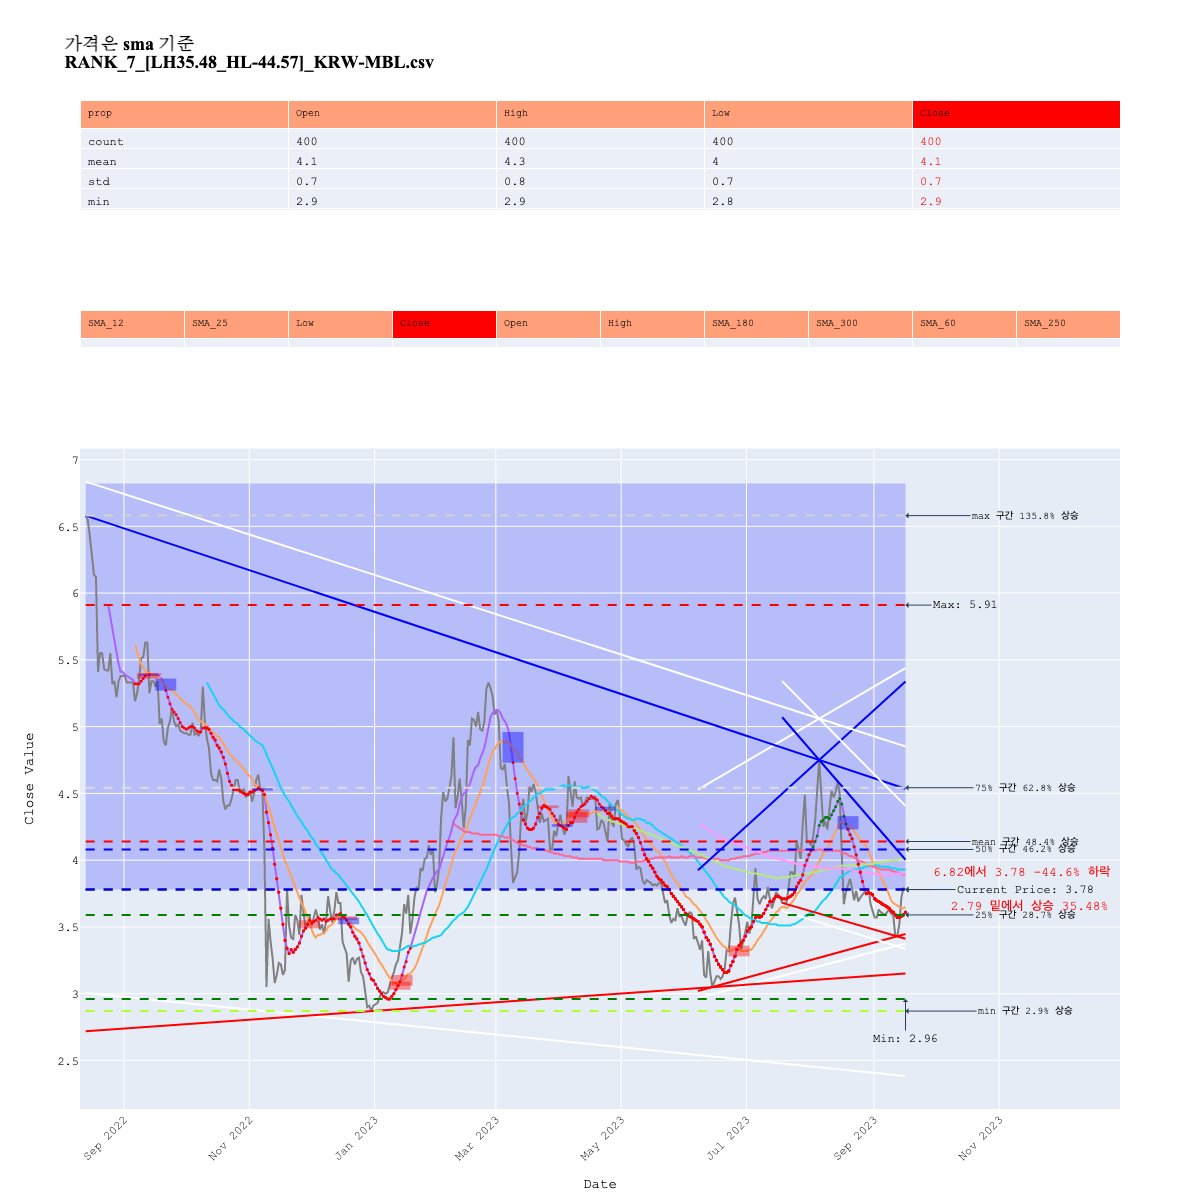 가격은 sma 기준
RANK_7_[LH35.48_HL-44.57]_KRW-MBL.csv
prop Open High Low Close
count 400 400 400 400
mean 4.1 4.3 4 4.1
std 0.7 0.8 0.7 0.7
min 2.9 2.9 2.8 2.9
SMA_12 SMA_25 Low Close Open High SMA_180 SMA_300 SMA_60 SMA_250
7
6.5
6
5.5
5
4.5
4
3.5
3
2.5
Close Value
max 구간 135.8% 상승
Max: 5.91
75% 구간 62.8% 상승
mean 구간 48.4% 상승
50% 구간 46.2% 상승
6.82에서 3.78 -44.6% 하락
Current Price: 3.78
2.79 밑에서 상승 35.48%
25% 구간 28.7% 상승
min 구간 2.9% 상승
Min: 2.96
Sep 2022
Nov 2022
Jan 2023
Mar 2023
May 2023
Jul 2023
Sep 2023
Nov 2023
Date